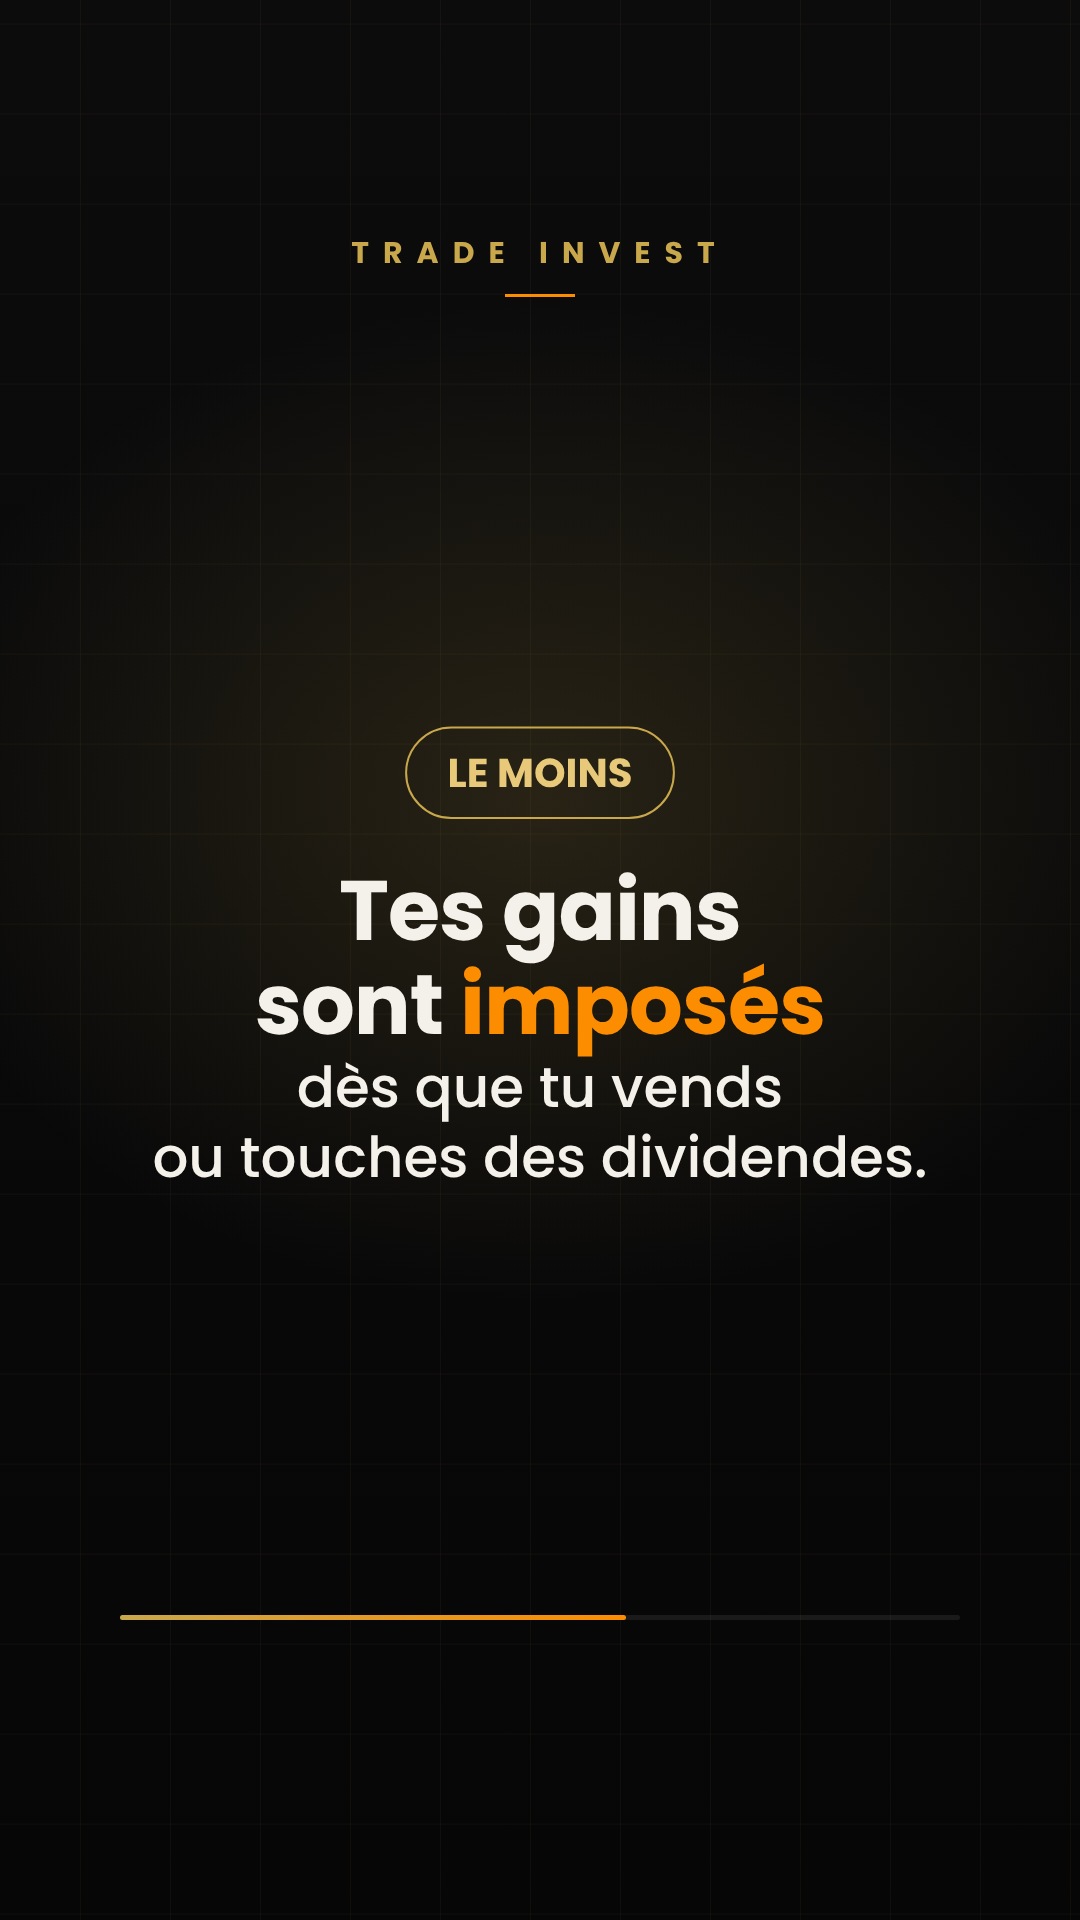 TRADE INVEST
LE MOINS
Tes gains
sont imposés
dès que tu vends
ou touches des dividendes.